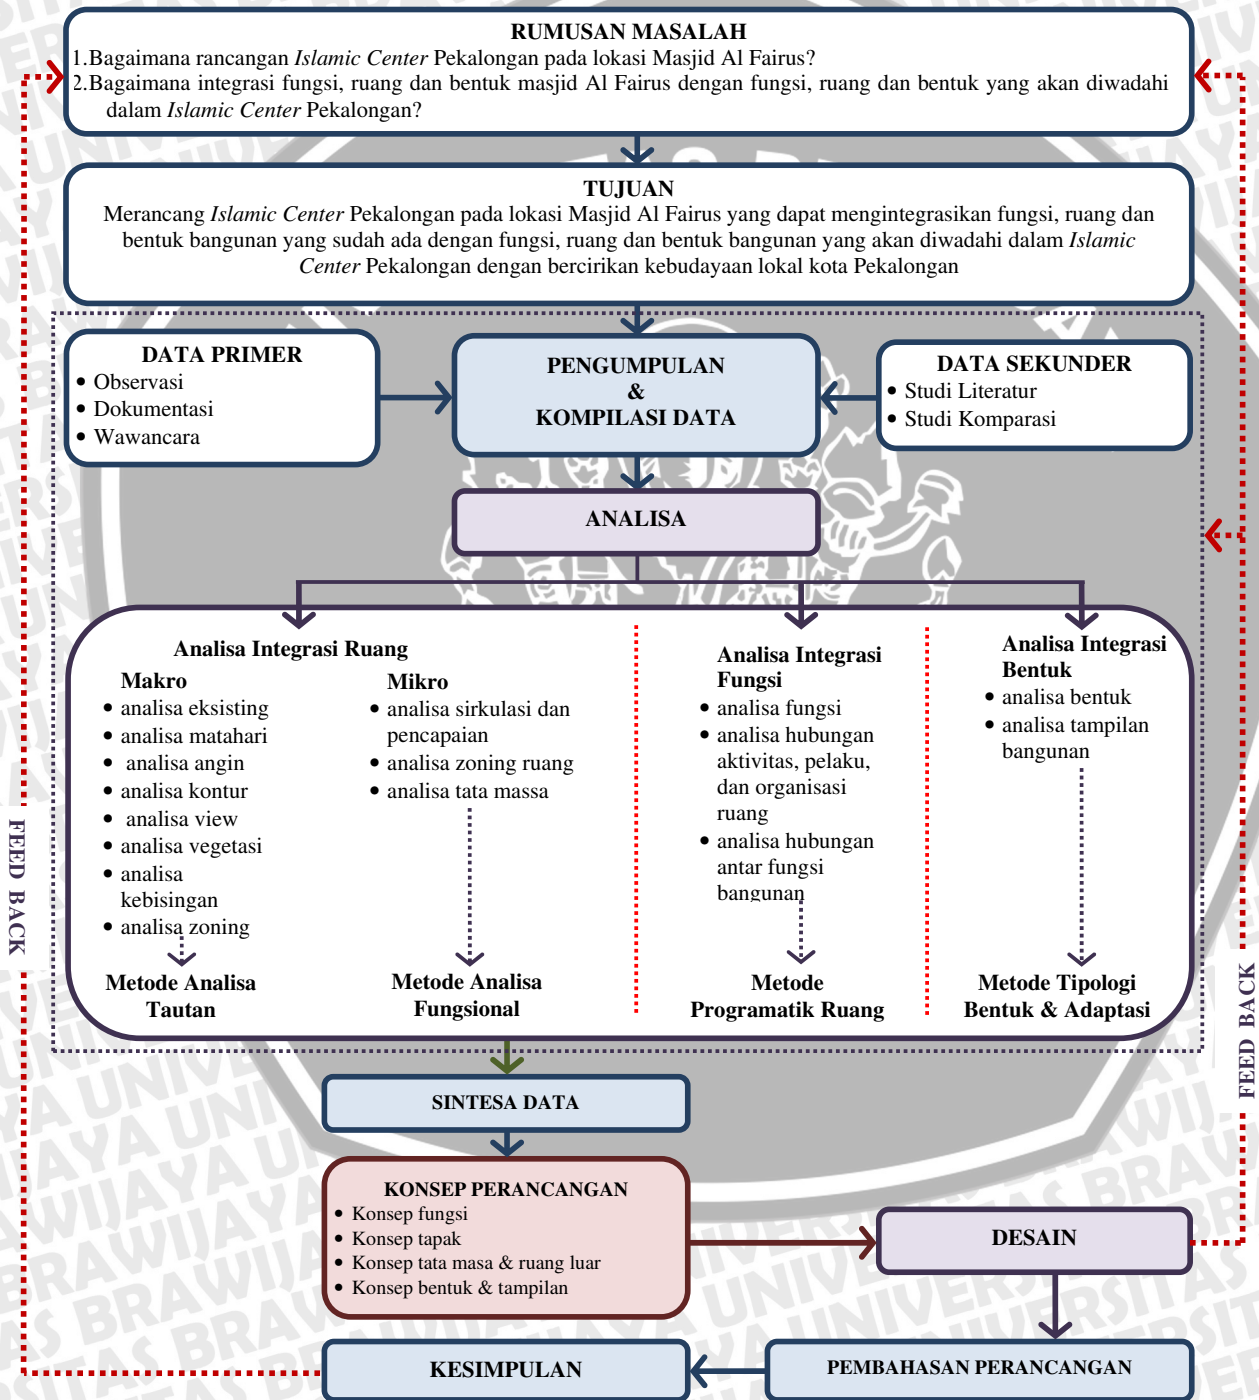 RUMUSAN MASALAH
1.Bagaimana rancangan Islamic Center Pekalongan pada lokasi Masjid Al Fairus?
2.Bagaimana integrasi fungsi, ruang dan bentuk masjid Al Fairus dengan fungsi, ruang dan bentuk yang akan diwadahi
dalam Islamic Center Pekalongan?
TUJUAN
Merancang Islamic Center Pekalongan pada lokasi Masjid Al Fairus yang dapat mengintegrasikan fungsi, ruang dan
bentuk bangunan yang sudah ada dengan fungsi, ruang dan bentuk bangunan yang akan diwadahi dalam Islamic
Center Pekalongan dengan bercirikan kebudayaan lokal kota Pekalongan
DATA PRIMER
• Observasi
• Dokumentasi
• Wawancara
PENGUMPULAN
&
KOMPILASI DATA
DATA SEKUNDER
• Studi Literatur
• Studi Komparasi
ANALISA
Analisa Integrasi Ruang
Makro
• analisa eksisting
• analisa matahari
• analisa angin
• analisa kontur
• analisa view
• analisa vegetasi
• analisa
kebisingan
• analisa zoning
Metode Analisa
Tautan
Mikro
• analisa sirkulasi dan
pencapaian
• analisa zoning ruang
• analisa tata massa
Metode Analisa
Fungsional
Analisa Integrasi
Fungsi
• analisa fungsi
• analisa hubungan
aktivitas, pelaku,
dan organisasi
ruang
• analisa hubungan
antar fungsi
bangunan
Metode
Programatik Ruang
Analisa Integrasi
Bentuk
• analisa bentuk
• analisa tampilan
bangunan
Metode Tipologi
Bentuk & Adaptasi
FEED BACK
FEED BACK
SINTESA DATA
KONSEP PERANCANGAN
• Konsep fungsi
• Konsep tapak
• Konsep tata masa & ruang luar
• Konsep bentuk & tampilan
DESAIN
PEMBAHASAN PERANCANGAN
KESIMPULAN